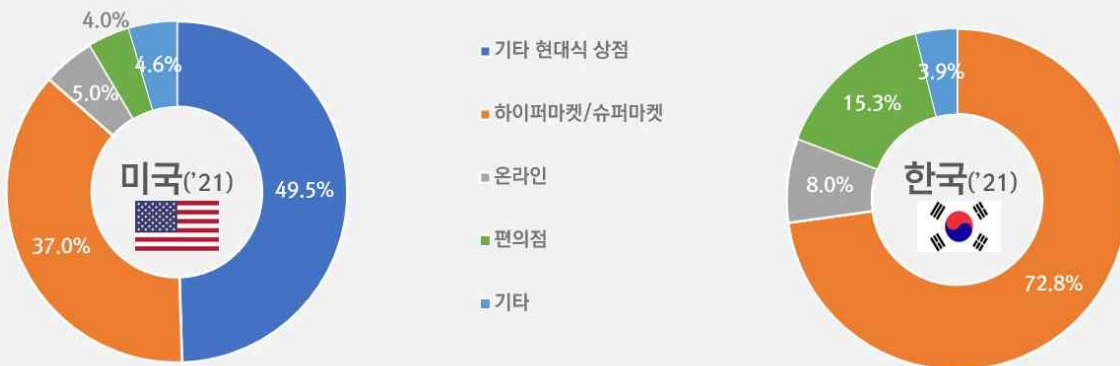 4.0%
4.6%
5.0%
미국('21)
49.5%
37.0%
기타 현대식 상점
하이퍼마켓/슈퍼마켓
온라인
편의점
기타
3.9%
15.3%
8.0%
한국('21)
72.8%